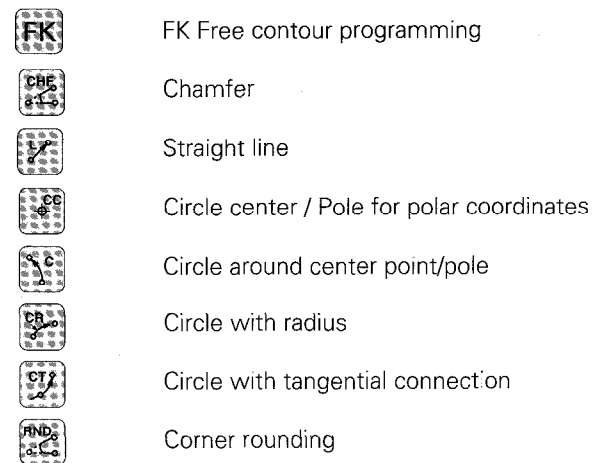 FK FK Free contour programming
CHF Chamfer
L Straight line
CC Circle center / Pole for polar coordinates
C Circle around center point/pole
CR Circle with radius
CT Circle with tangential connection
RND Corner rounding